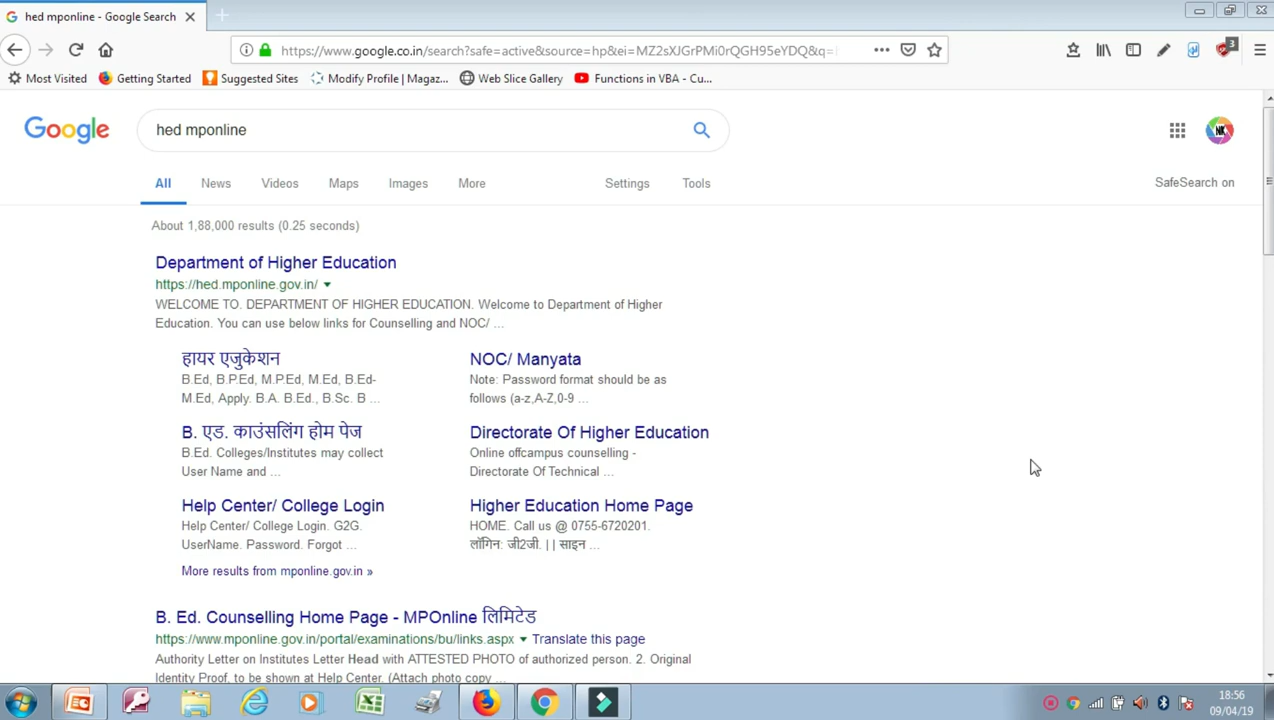 hed mponline - Google Search
https://www.google.co.in/search?safe=active&source=hp&ei=MZ2sXJGrPMi0rQGH95eYDQ&q=
3
Most Visited Getting Started Suggested Sites Modify Profile | Magaz... Web Slice Gallery Functions in VBA - Cu...
Google hed mponline NK
All News Videos Maps Images More Settings Tools SafeSearch on
About 1,88,000 results (0.25 seconds)
Department of Higher Education
https://hed.mponline.gov.in/
WELCOME TO. DEPARTMENT OF HIGHER EDUCATION. Welcome to Department of Higher
Education. You can use below links for Counselling and NOC/ ...
हायर एजुकेशन
B.Ed, B.P.Ed, M.P.Ed, M.Ed, B.Ed-
M.Ed, Apply. B.A. B.Ed., B.Sc. B ...
NOC/ Manyata
Note: Password format should be as
follows (a-z,A-Z,0-9 ...
B. एड. काउंसलिंग होम पेज
B.Ed. Colleges/Institutes may collect
User Name and ...
Directorate Of Higher Education
Online offcampus counselling -
Directorate Of Technical ...
Help Center/ College Login
Help Center/ College Login. G2G.
UserName. Password. Forgot ...
Higher Education Home Page
HOME. Call us @ 0755-6720201.
लॉगिन: जी2जी. | | साइन ...
More results from mponline.gov.in »
B. Ed. Counselling Home Page - MPOnline लिमिटेड
https://www.mponline.gov.in/portal/examinations/bu/links.aspx Translate this page
Authority Letter on Institutes Letter Head with ATTESTED PHOTO of authorized person. 2. Original
Identity Proof, to be shown at Help Center. (Attach photo copy ...
18:56
09/04/19